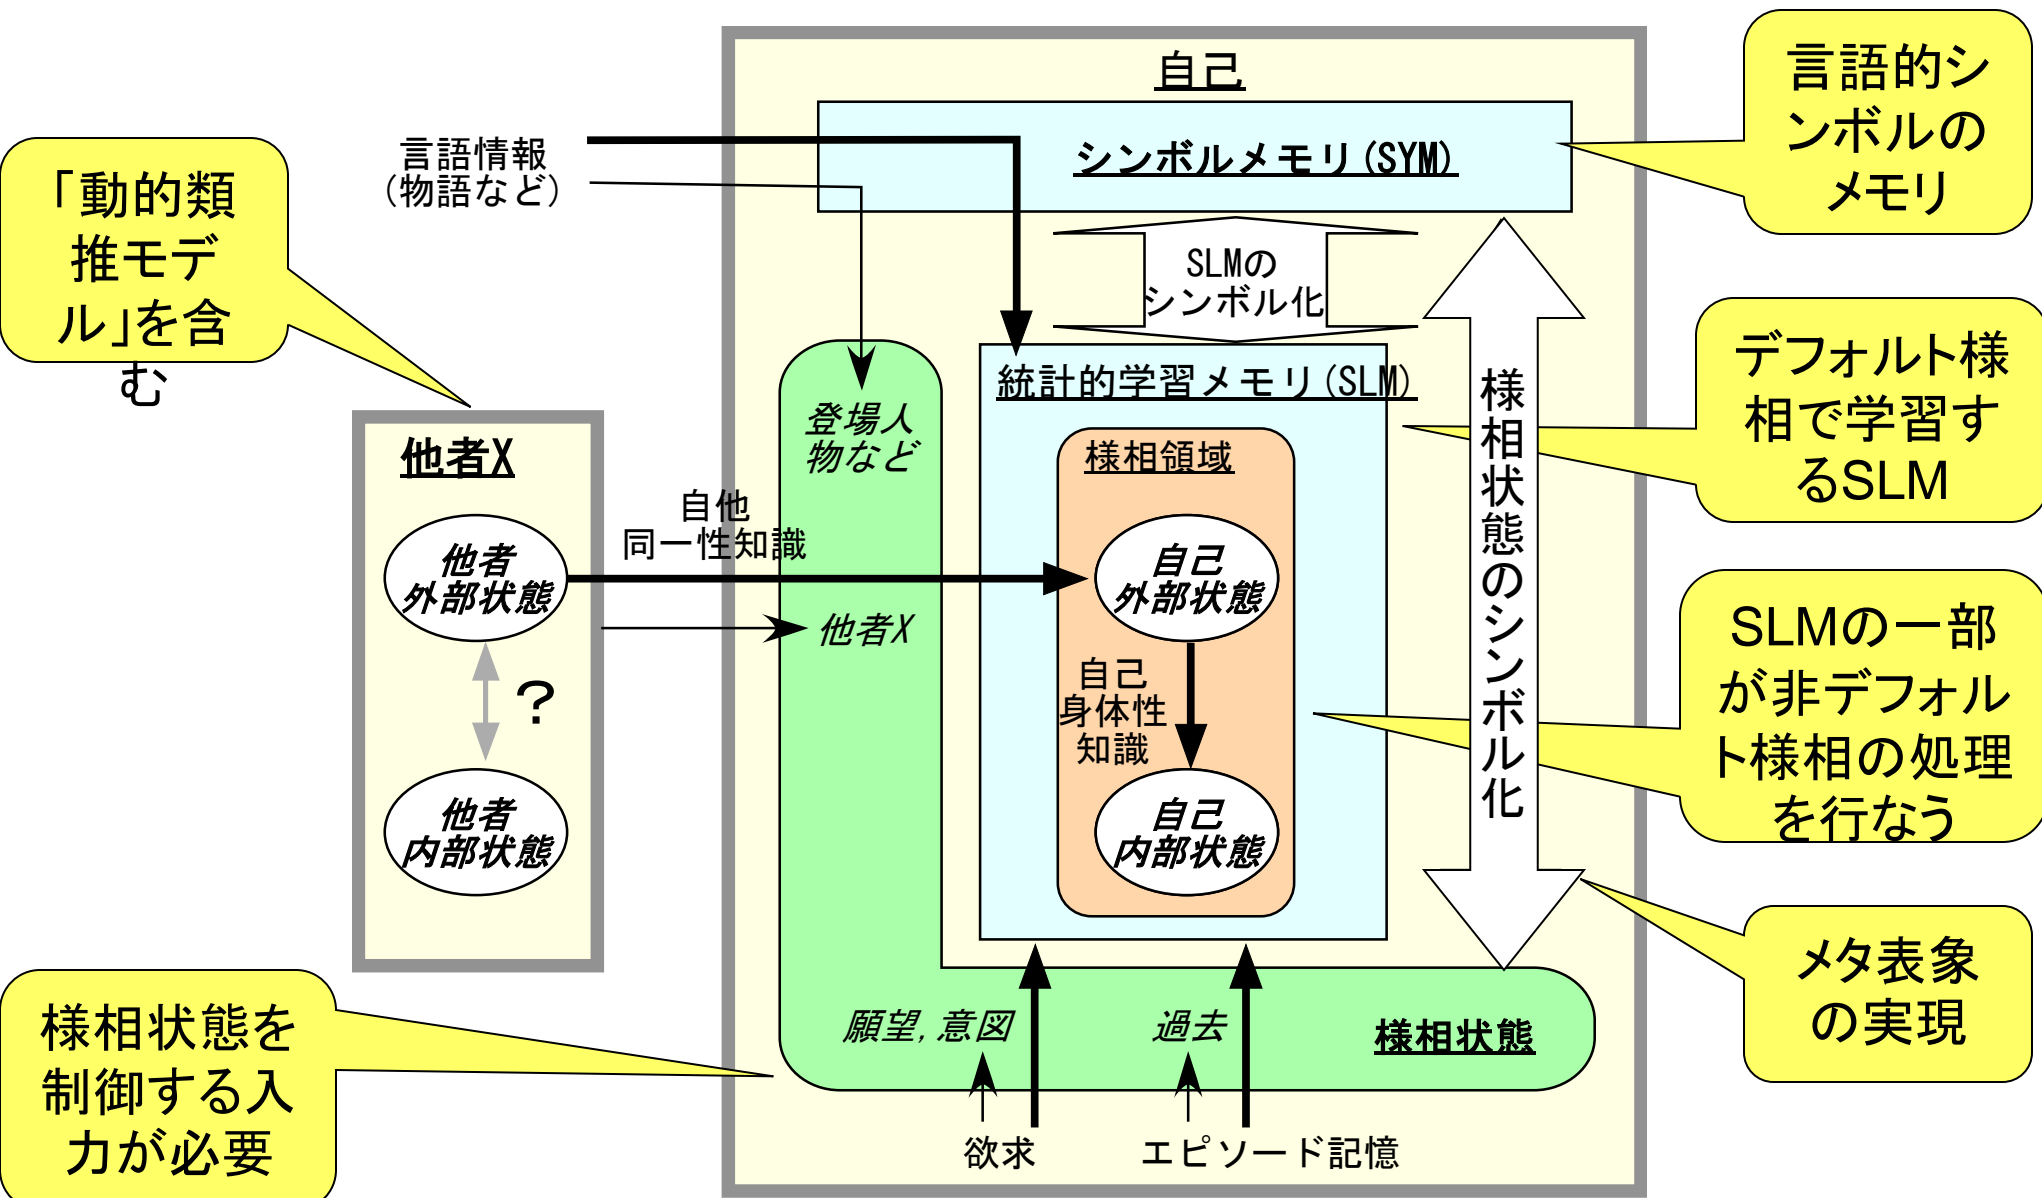 自己
シンボルメモリ(SYM)
言語的シ
ンボルの
メモリ
言語情報
(物語など)
「動的類
推モデ
ル」を含
む
SLMの
シンボル化
統計的学習メモリ(SLM)
デフォルト様
相で学習す
るSLM
様相状態のシンボル化
登場人
物など
様相領域
他者X
自他
同一性知識
他者
外部状態
自己
外部状態
他者X
?
自己
身体性
知識
SLMの一部
が非デフォル
ト様相の処理
を行なう
他者
内部状態
自己
内部状態
メタ表象
の実現
様相状態を
制御する入
力が必要
願望,意図
過去
様相状態
欲求
エピソード記憶